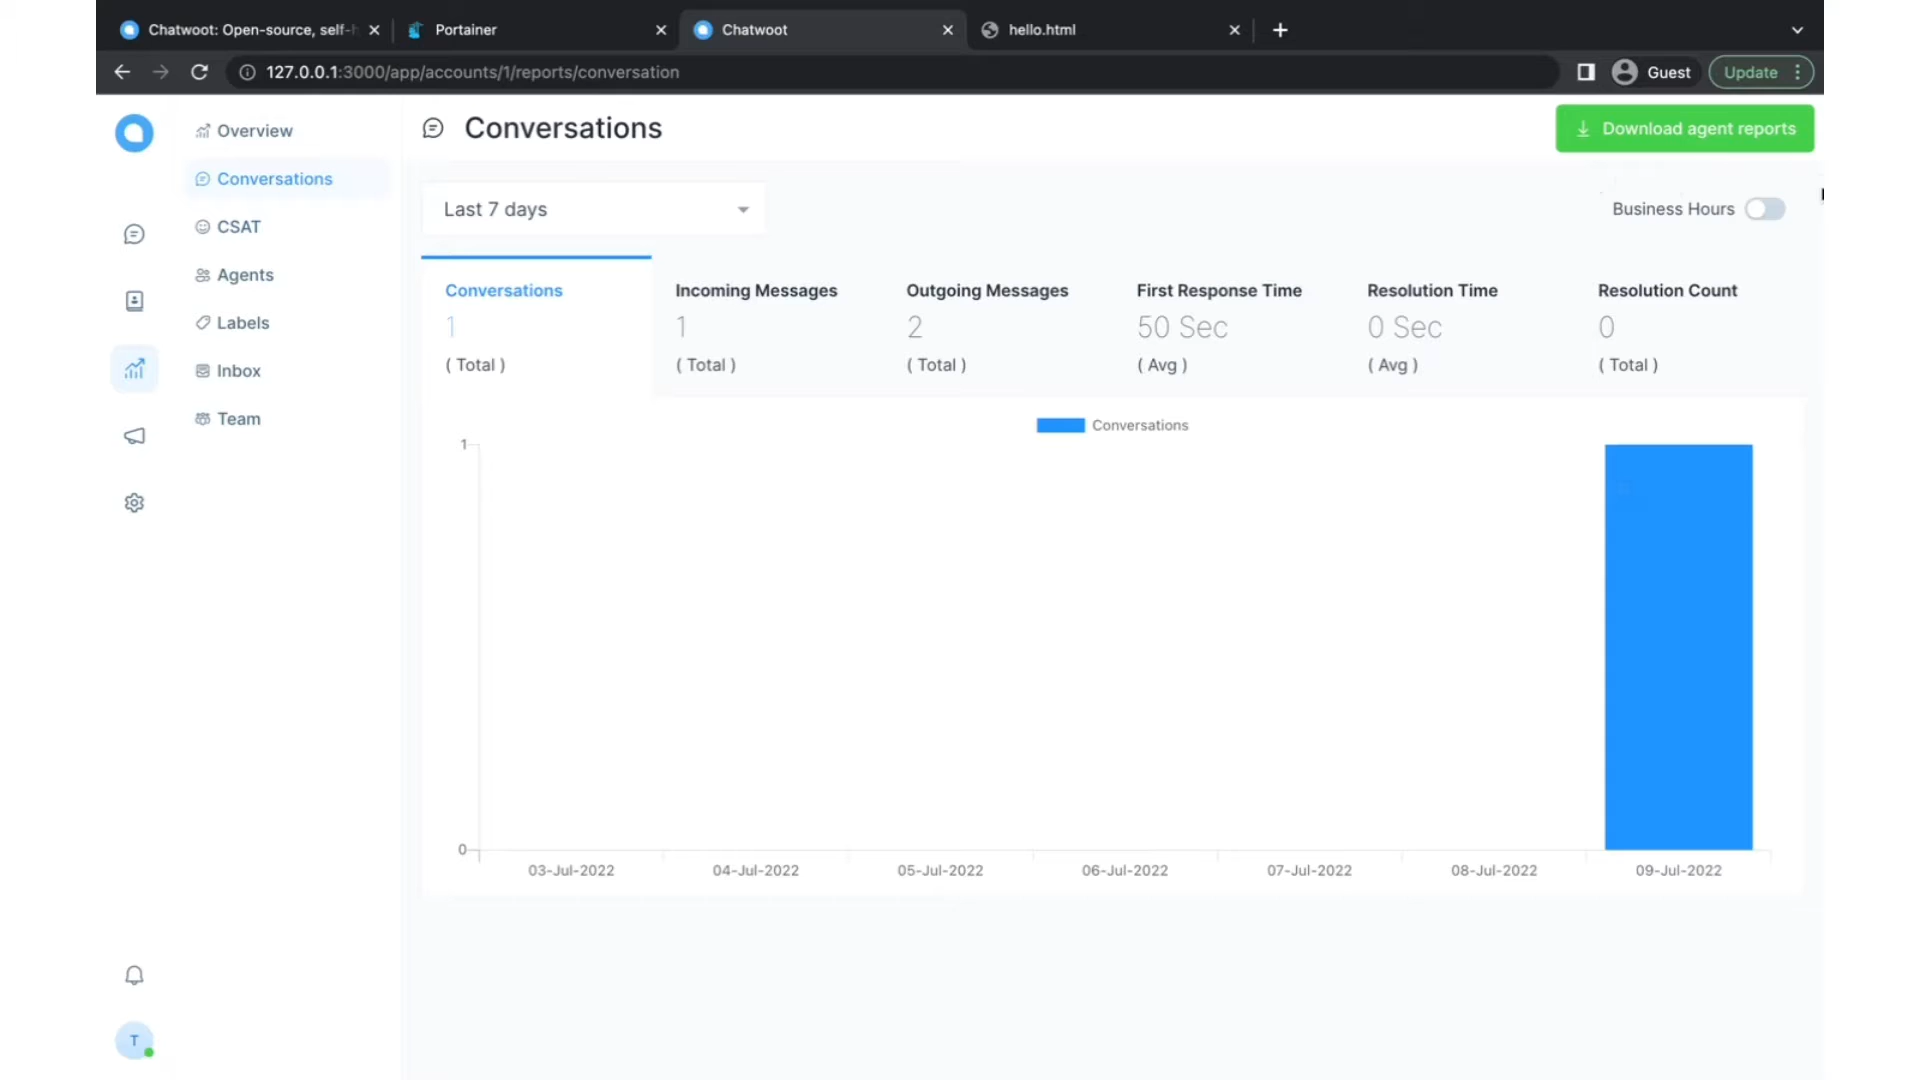 Chatwoot: Open-source, self-h
Portainer
Chatwoot
hello.html
127.0.0.1:3000/app/accounts/1/reports/conversation
Guest
Update
Overview
Conversations
CSAT
Agents
Labels
Inbox
Team
Conversations
Download agent reports
Last 7 days
Business Hours
Conversations
1
( Total )
Incoming Messages
1
( Total )
Outgoing Messages
2
( Total )
First Response Time
50 Sec
( Avg )
Resolution Time
0 Sec
( Avg )
Resolution Count
0
( Total )
Conversations
1
0
03-Jul-2022
04-Jul-2022
05-Jul-2022
06-Jul-2022
07-Jul-2022
08-Jul-2022
09-Jul-2022
T